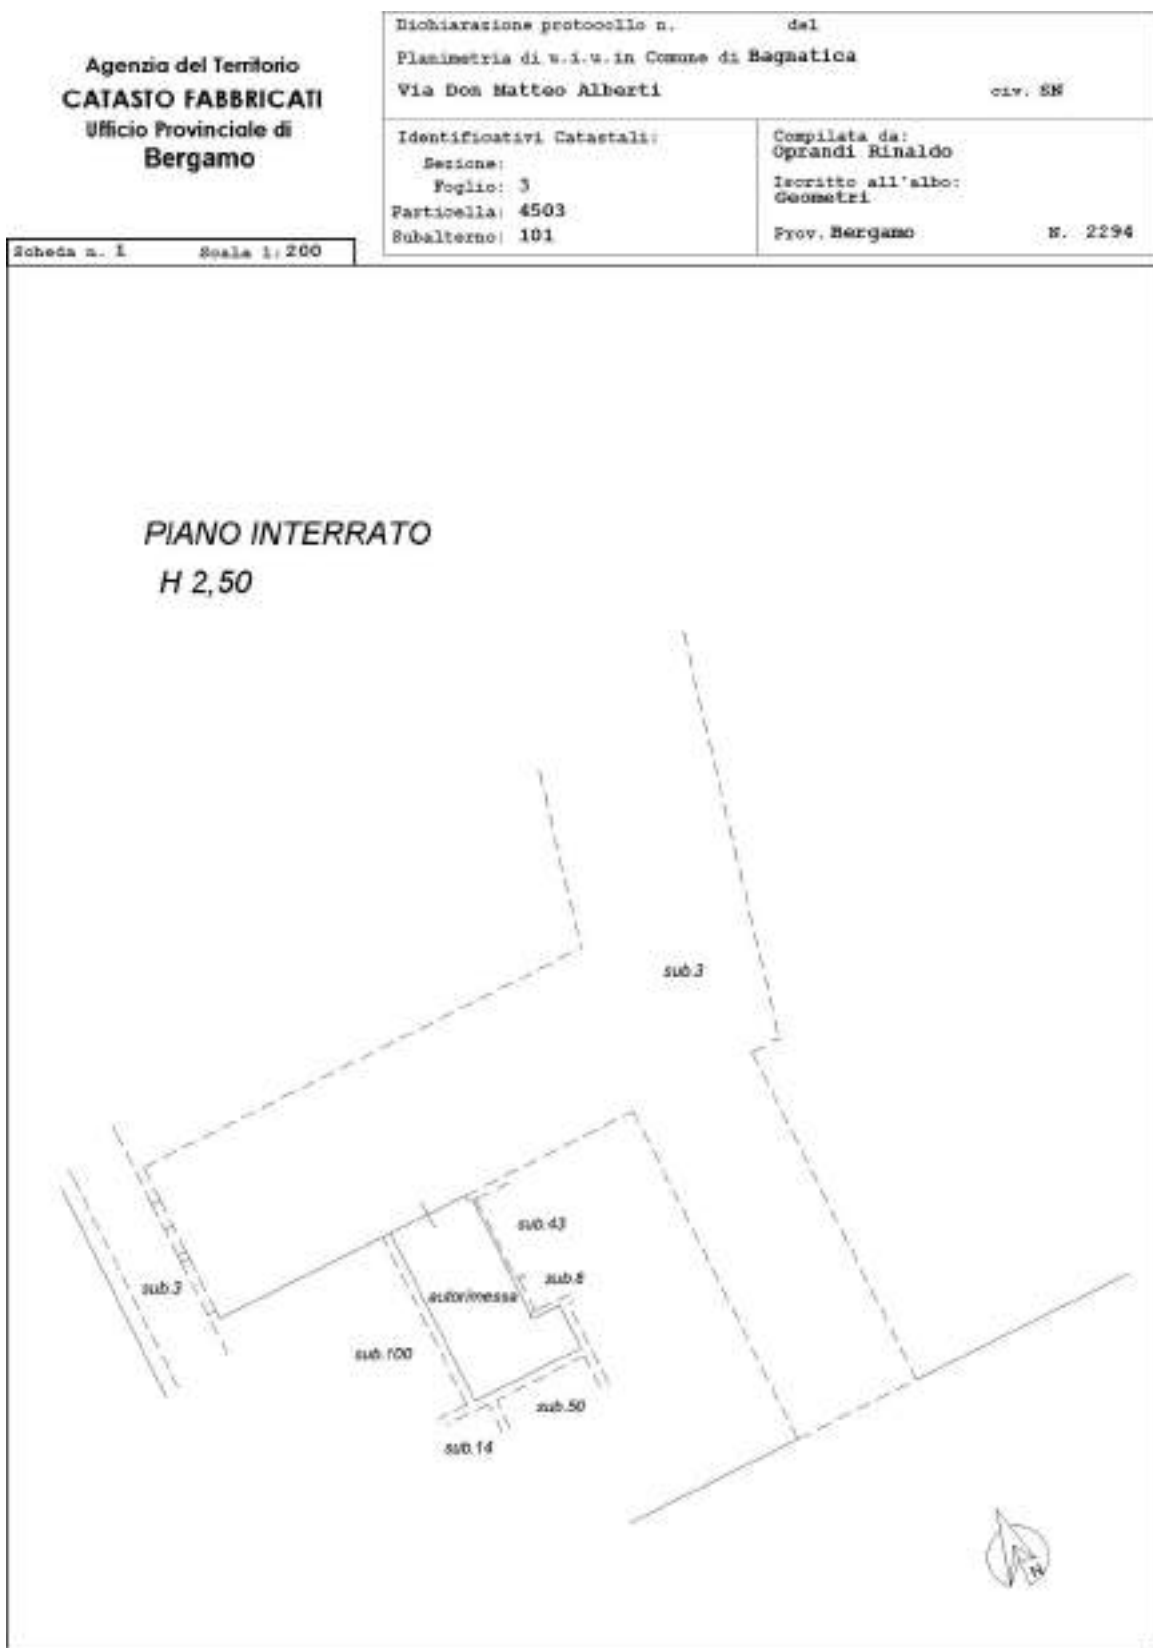 Agenzia del Territorio
CATASTO FABBRICATI
Ufficio Provinciale di
Bergamo
Dichiarazione protocollo n. del
Planimetria di u.i.u. in Comune di Bagnatica
Via Don Matteo Alberti civ. SN
Identificativi Catastali:
Sezione:
Foglio: 3
Particella: 4503
Subalterno: 101
Compilata da:
Oprandi Rinaldo
Iscritto all'albo:
Geometri
Prov. Bergamo N. 2294
Scheda n. 1 Scala 1:200
PIANO INTERRATO
H 2,50
sub.3
sub.43
sub.8
sub.3
autorimessa
sub.100
sub.50
sub.14
N